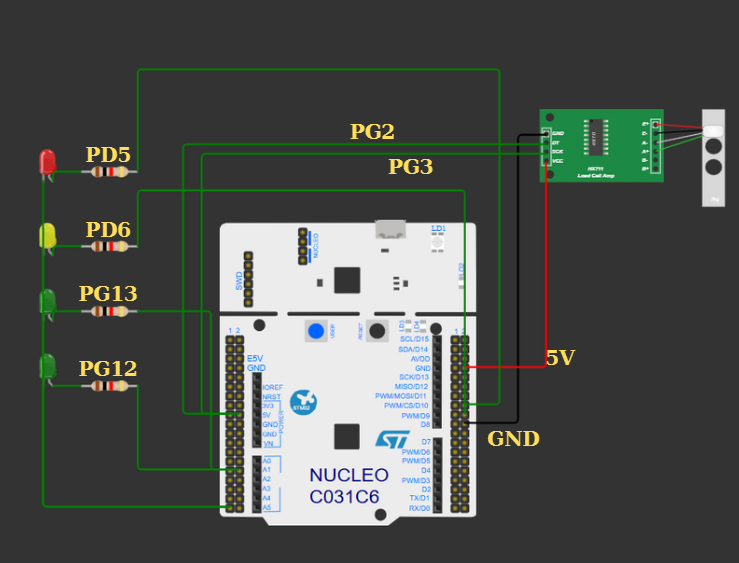 PG2
PD5
PG3
PD6
PG13
PG12
5V
GND
GND
DT
SCK
VCC
E+
E-
A-
A+
B-
B+
HX711
Load Cell Amp
NUCLEO
SWD
LD1
LD2
LD3
LD4
USER
RESET
1 2
1 2
E5V
GND
IOREF
NRST
3V3
5V
GND
GND
VIN
POWER
A0
A1
A2
A3
A4
A5
SCL/D15
SDA/D14
AVDD
GND
SCK/D13
MISO/D12
PWM/MOSI/D11
PWM/CS/D10
PWM/D9
D8
D7
PWM/D6
PWM/D5
D4
PWM/D3
D2
TX/D1
RX/D0
STM32
ST
NUCLEO
C031C6